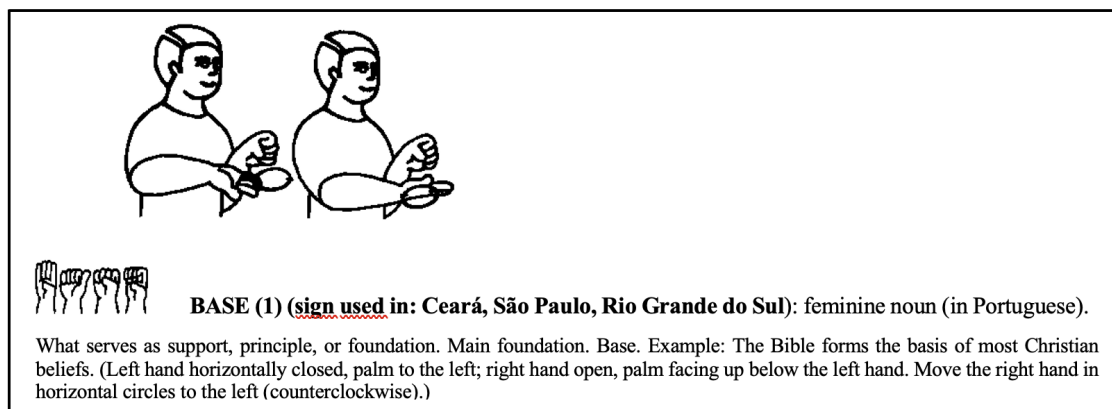 BASE (1) (sign used in: Ceará, São Paulo, Rio Grande do Sul): feminine noun (in Portuguese).
What serves as support, principle, or foundation. Main foundation. Base. Example: The Bible forms the basis of most Christian
beliefs. (Left hand horizontally closed, palm to the left; right hand open, palm facing up below the left hand. Move the right hand in
horizontal circles to the left (counterclockwise).)